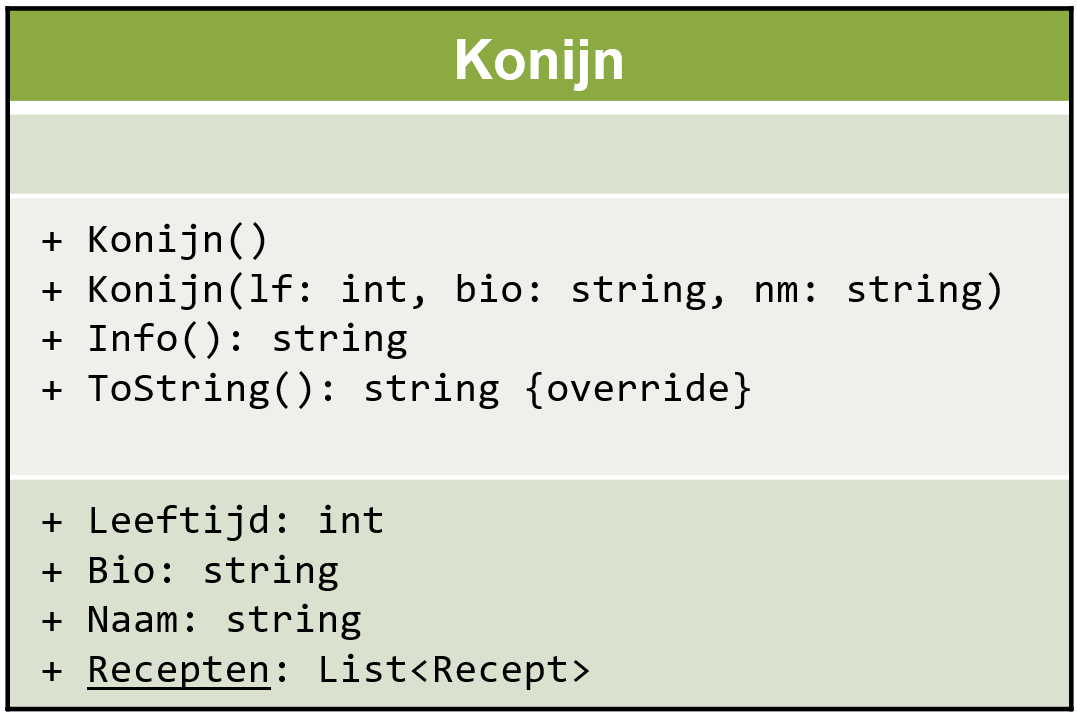 Konijn
+ Konijn()
+ Konijn(lf: int, bio: string, nm: string)
+ Info(): string
+ ToString(): string {override}
+ Leeftijd: int
+ Bio: string
+ Naam: string
+ Recepten: List<Recept>